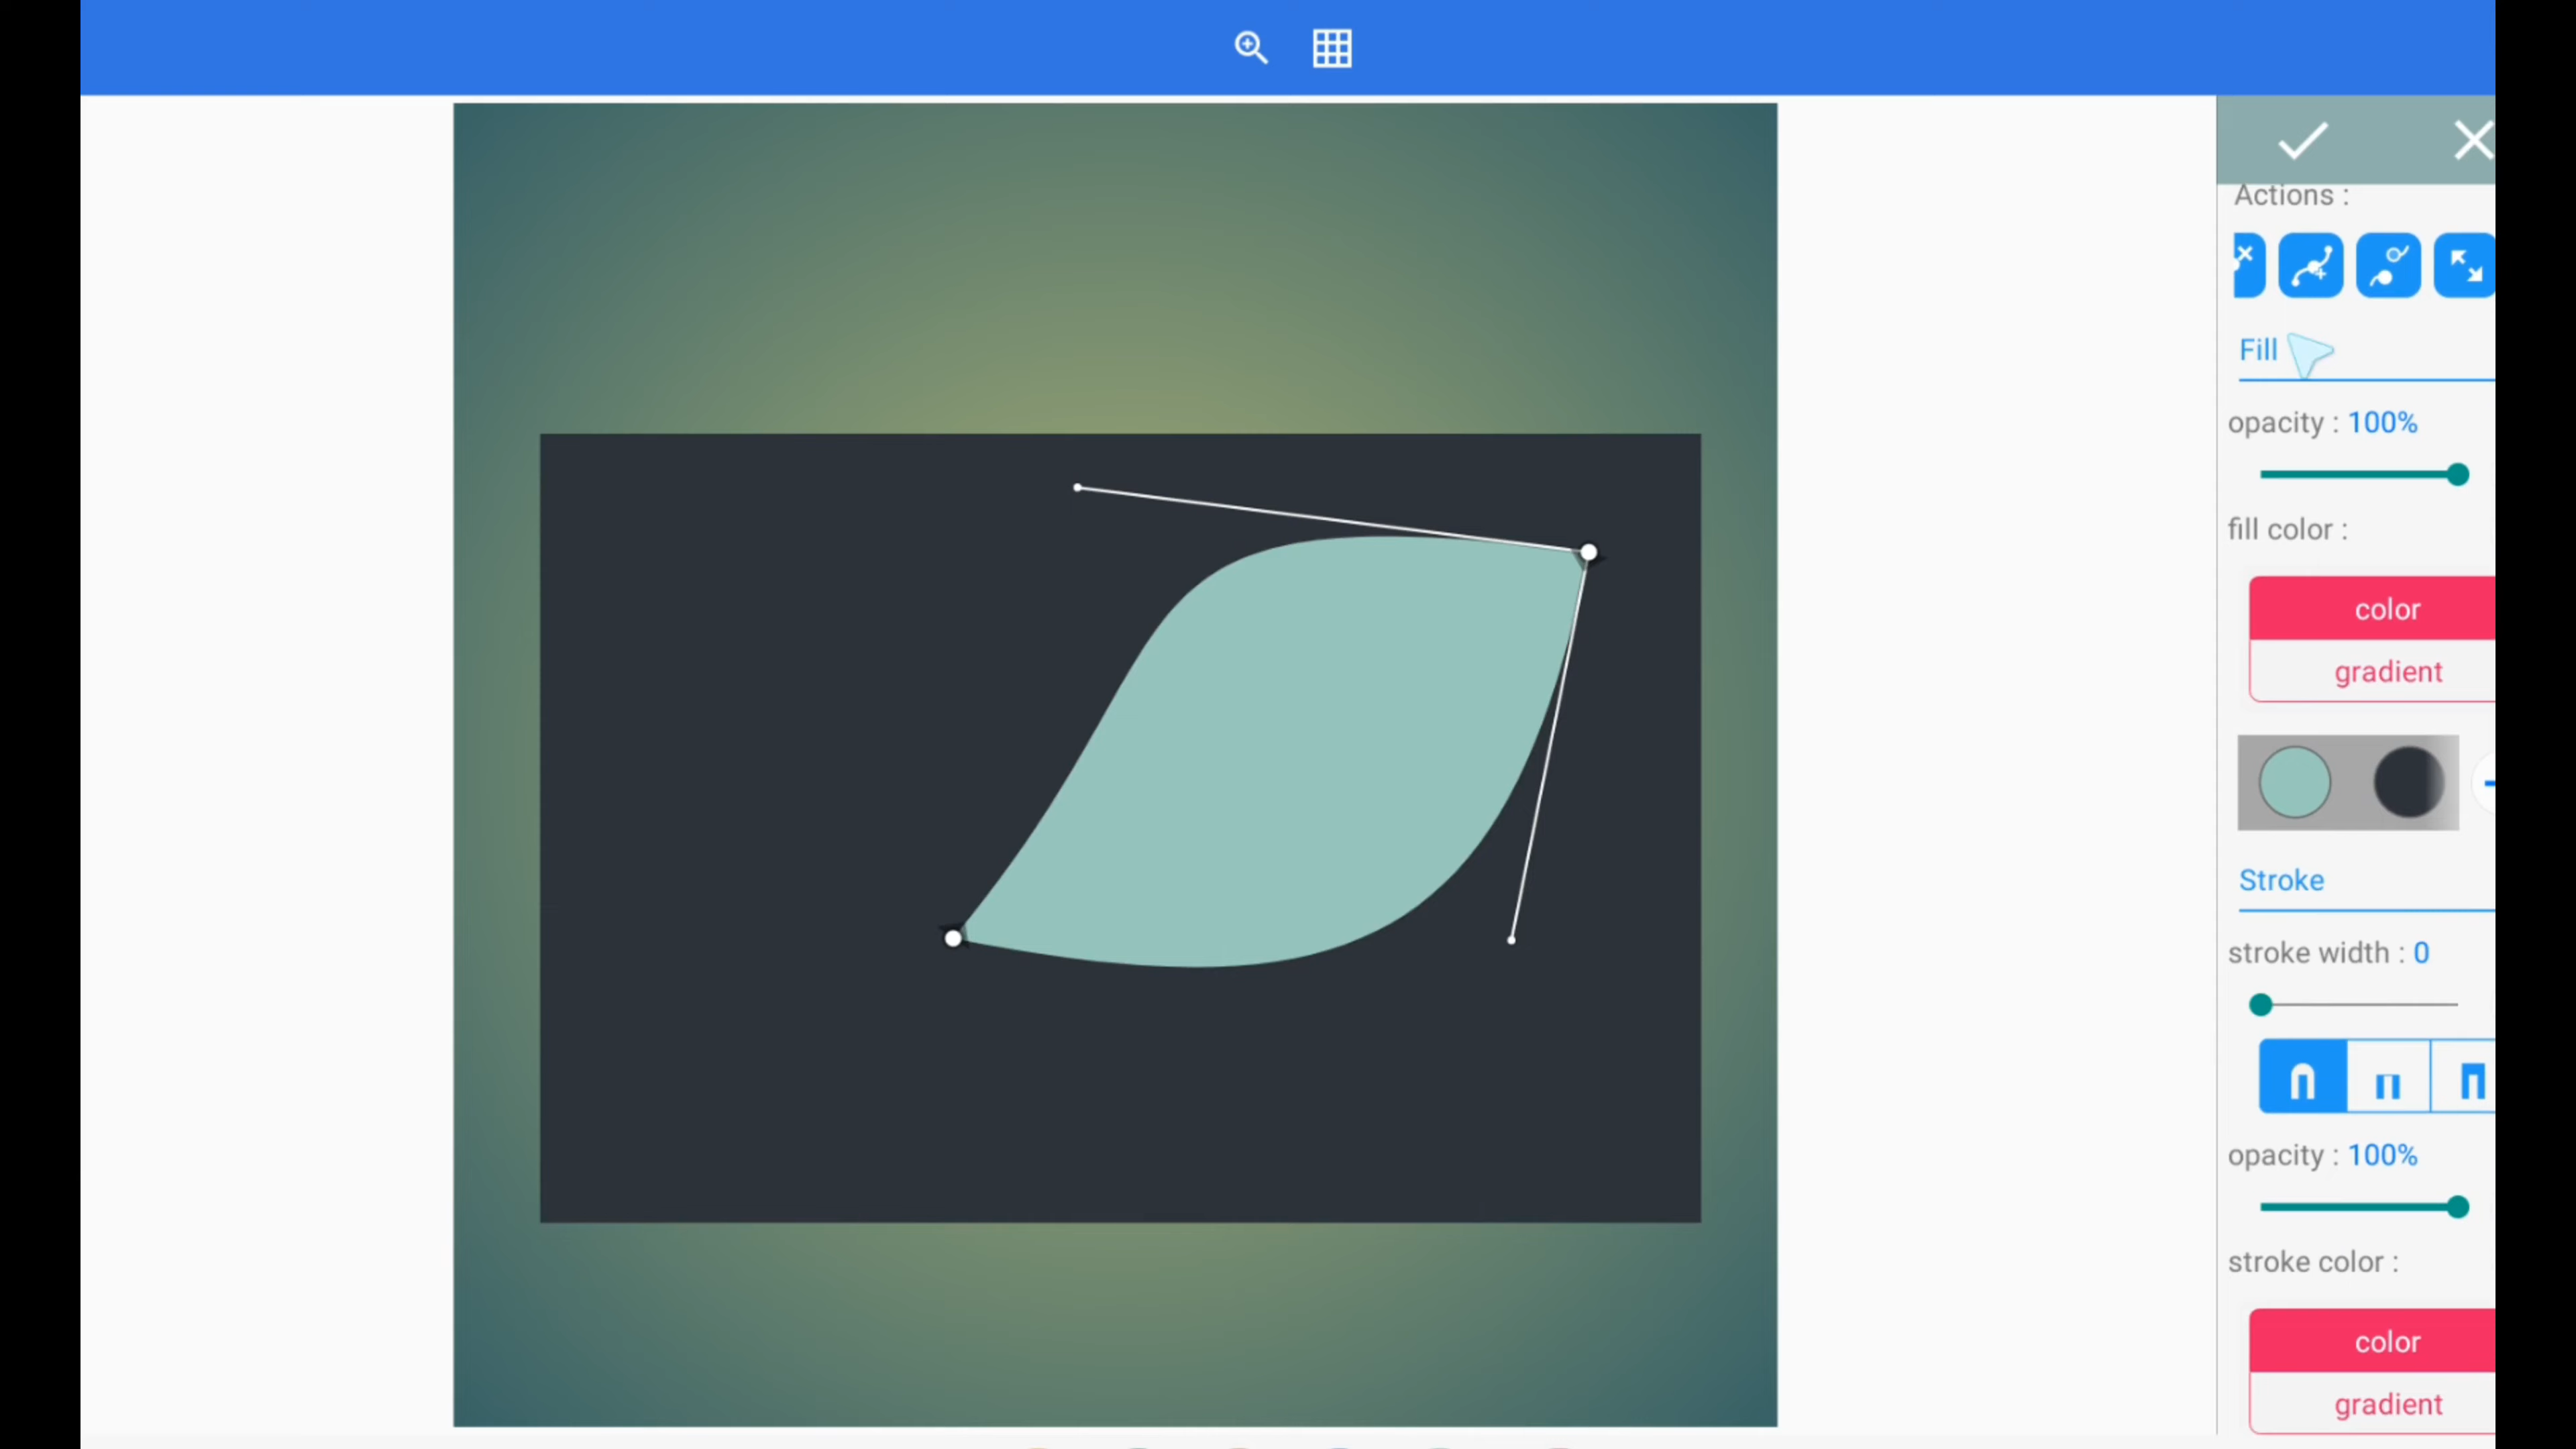 Actions :
Fill
opacity : 100%
fill color :
color
gradient
Stroke
stroke width : 0
opacity : 100%
stroke color :
color
gradient